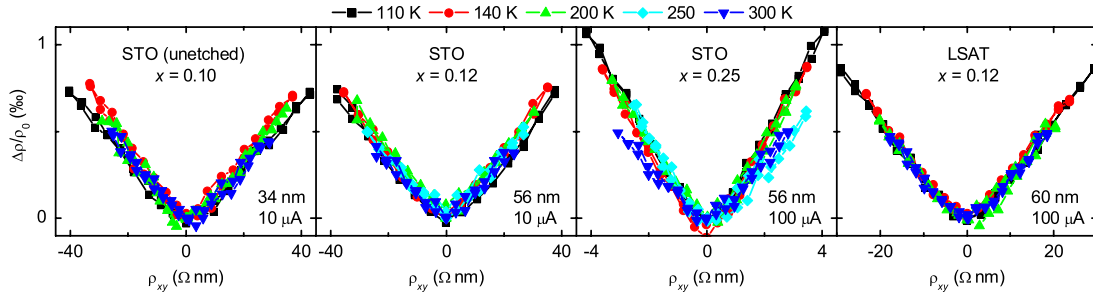 110 K 140 K 200 K 250 300 K
1
0
Δρ/ρ0 (‰)
STO (unetched)
x = 0.10
34 nm
10 μA
-40 0 40
ρxy (Ω nm)
STO
x = 0.12
56 nm
10 μA
-40 0 40
ρxy (Ω nm)
STO
x = 0.25
56 nm
100 μA
-4 0 4
ρxy (Ω nm)
LSAT
x = 0.12
60 nm
100 μA
-20 0 20
ρxy (Ω nm)